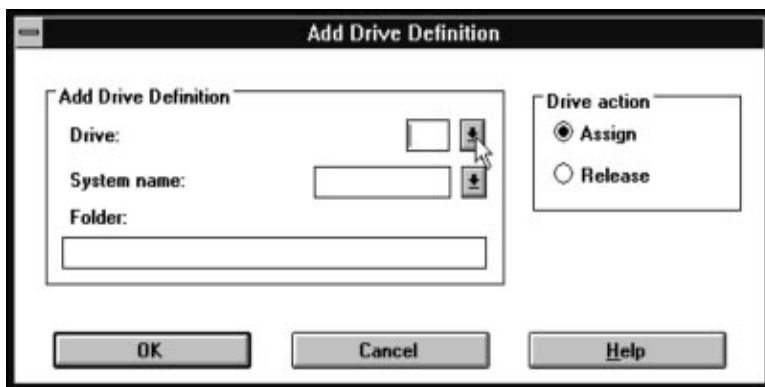 Add Drive Definition
Add Drive Definition
Drive:
System name:
Folder:
Drive action
Assign
Release
OK
Cancel
Help